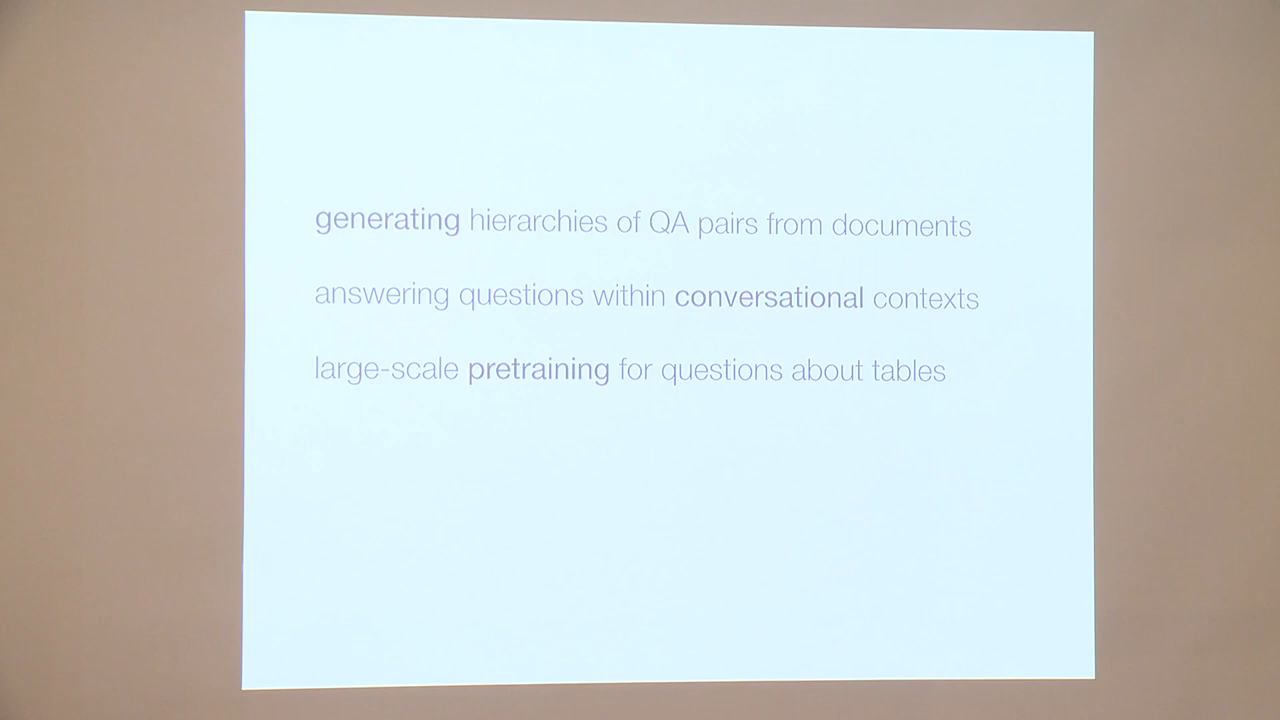 generating hierarchies of QA pairs from documents
answering questions within conversational contexts
large-scale pretraining for questions about tables